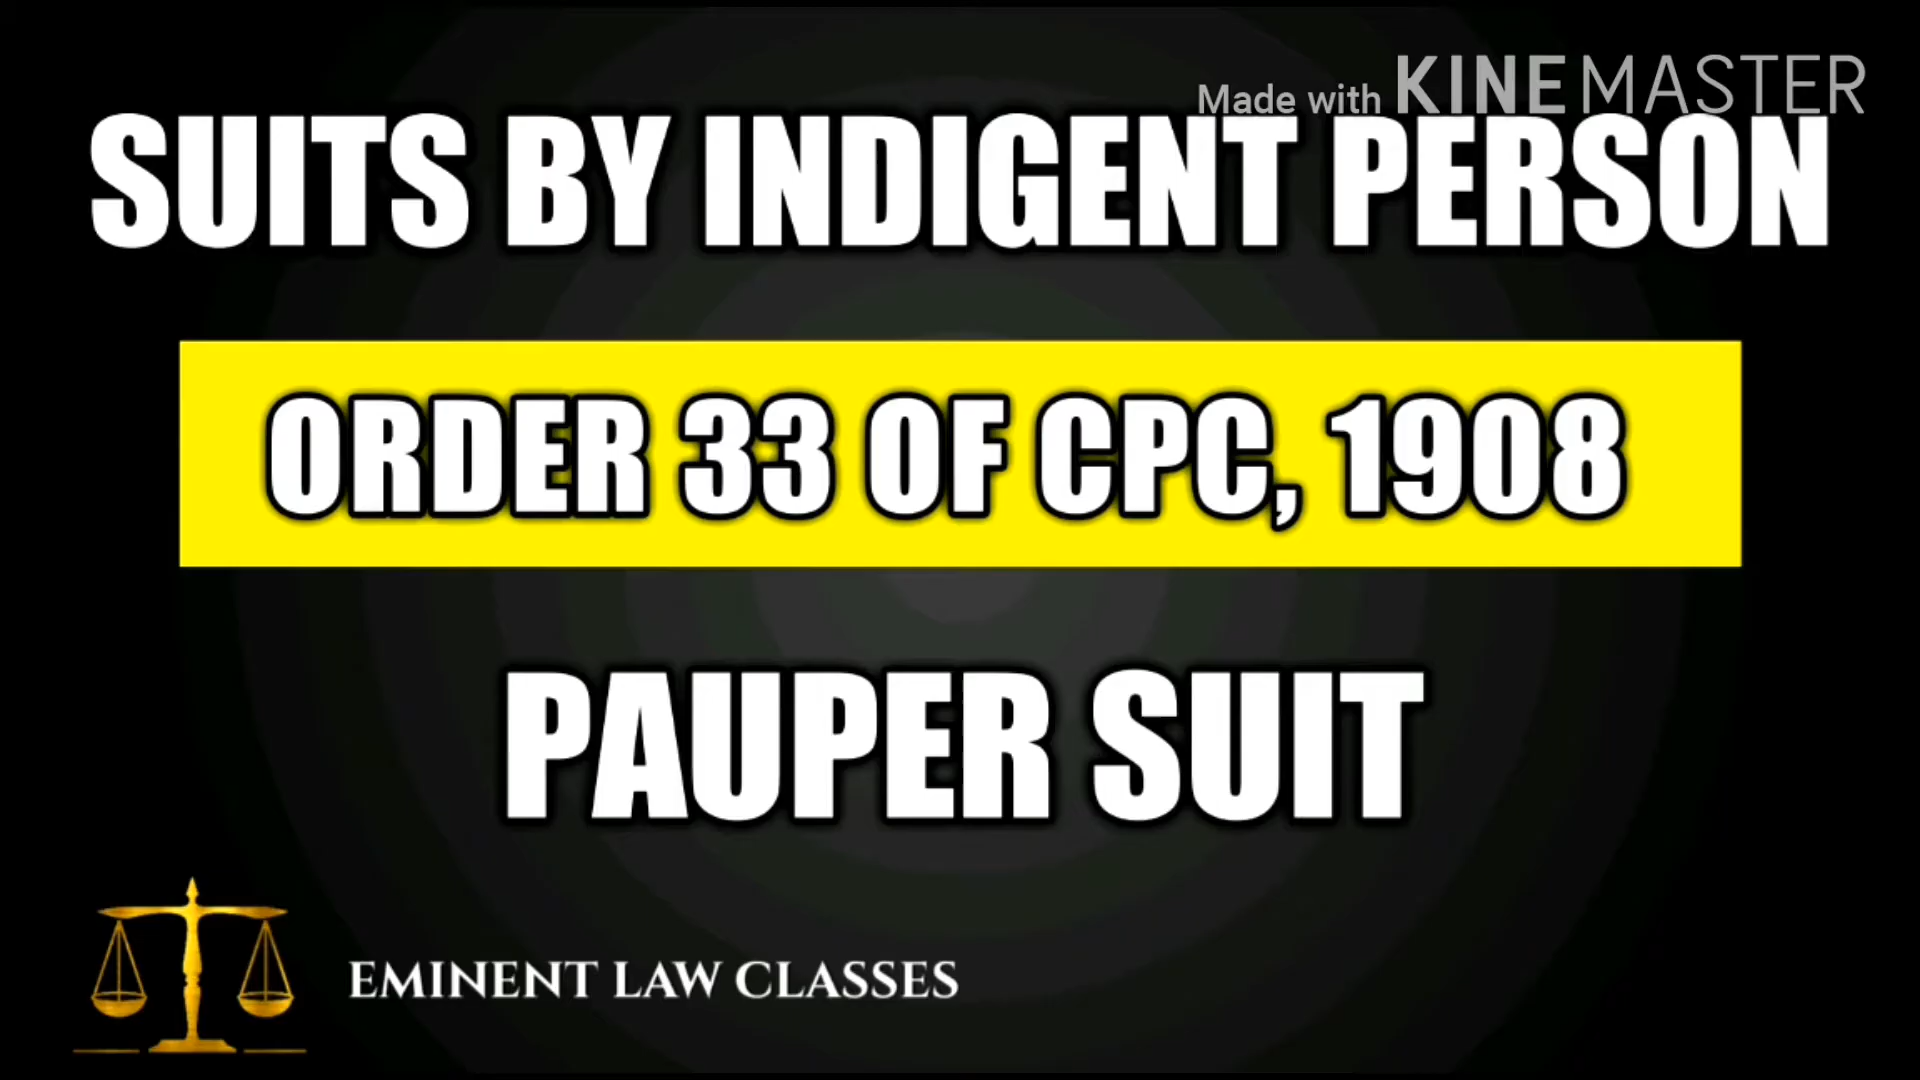 Made with KINEMASTER
SUITS BY INDIGENT PERSON
ORDER 33 OF CPC, 1908
PAUPER SUIT
EMINENT LAW CLASSES